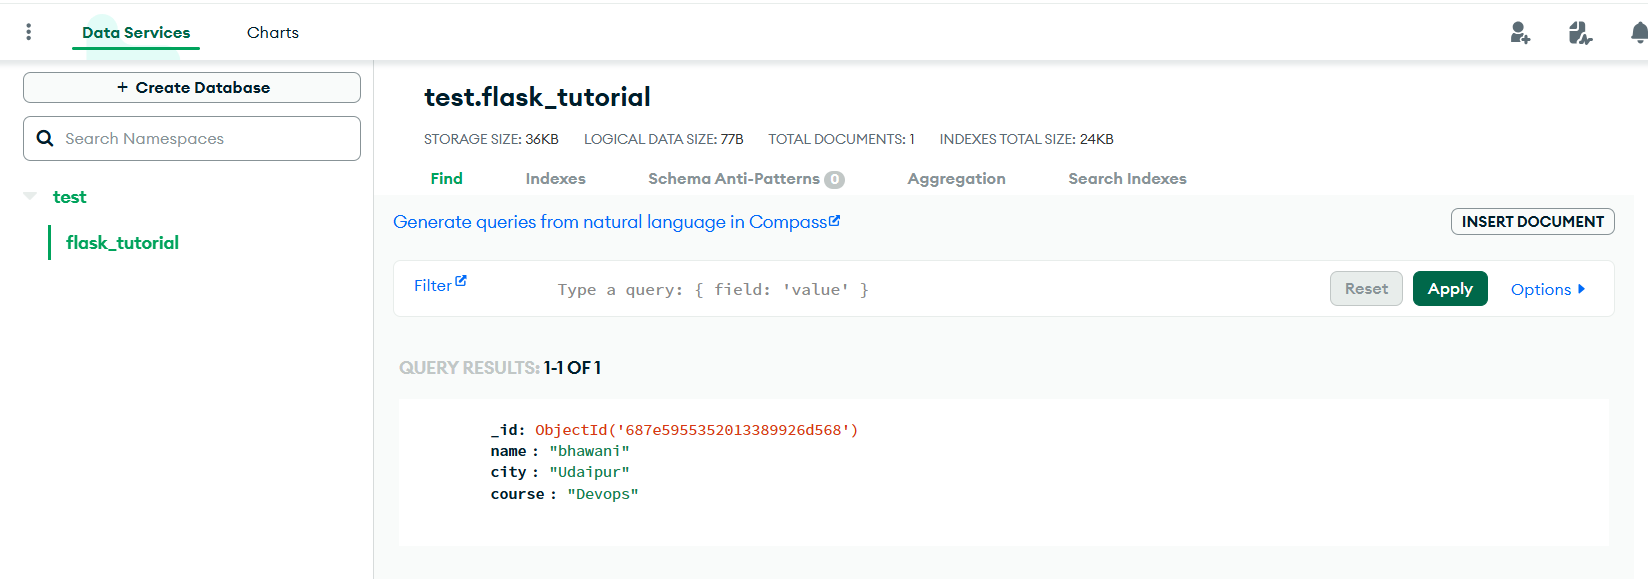 Data Services Charts
+ Create Database
Search Namespaces
test
flask_tutorial
test.flask_tutorial
STORAGE SIZE: 36KB LOGICAL DATA SIZE: 77B TOTAL DOCUMENTS: 1 INDEXES TOTAL SIZE: 24KB
Find Indexes Schema Anti-Patterns 0 Aggregation Search Indexes
Generate queries from natural language in Compass
INSERT DOCUMENT
Filter Type a query: { field: 'value' } Reset Apply Options
QUERY RESULTS: 1-1 OF 1
_id: ObjectId('687e5955352013389926d568')
name : "bhawani"
city : "Udaipur"
course : "Devops"